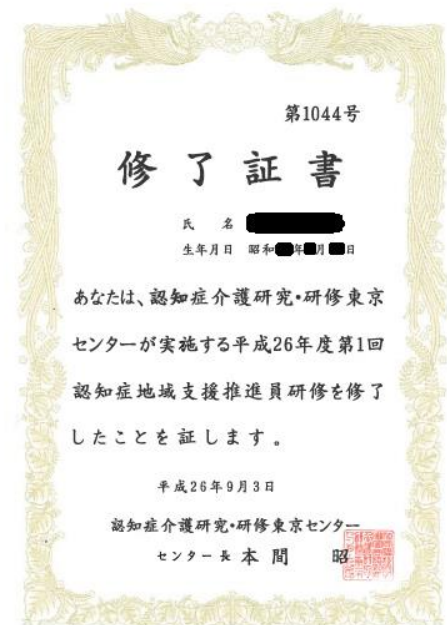 第1044号
修了証書
氏 名
生年月日 昭和 年 月 日
あなたは、認知症介護研究・研修東京
センターが実施する平成26年度第1回
認知症地域支援推進員研修を修了
したことを証します。
平成26年9月3日
認知症介護研究・研修東京センター
センター長 本間 昭